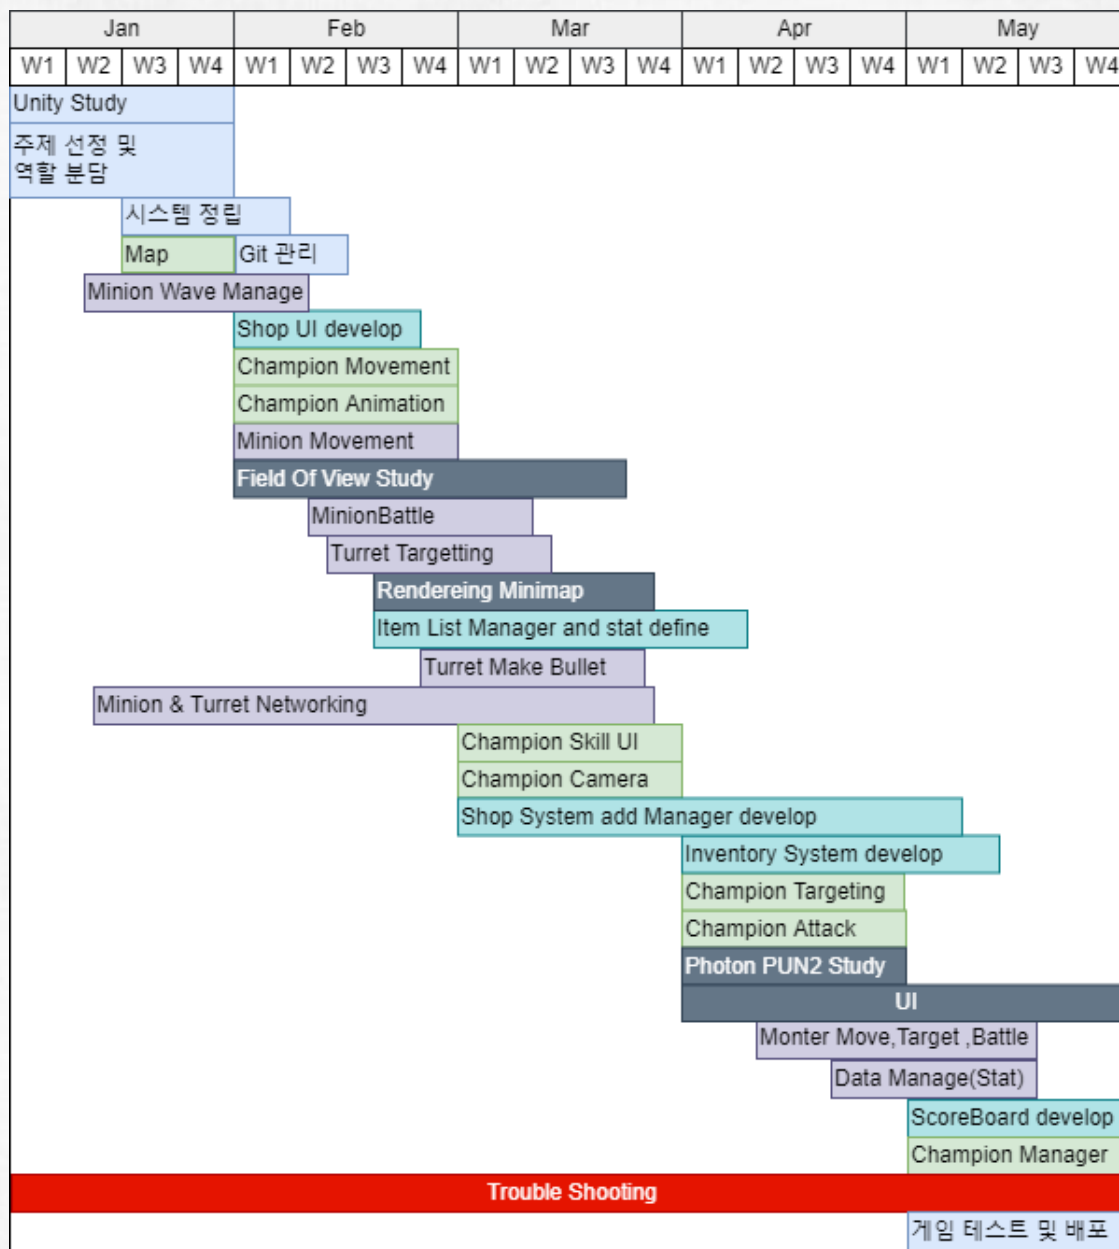 Jan Feb Mar Apr May
W1 W2 W3 W4 W1 W2 W3 W4 W1 W2 W3 W4 W1 W2 W3 W4 W1 W2 W3 W4
Unity Study
주제 선정 및
역할 분담
시스템 정립
Map Git 관리
Minion Wave Manage
Shop UI develop
Champion Movement
Champion Animation
Minion Movement
Field Of View Study
MinionBattle
Turret Targetting
Rendereing Minimap
Item List Manager and stat define
Turret Make Bullet
Minion & Turret Networking
Champion Skill UI
Champion Camera
Shop System add Manager develop
Inventory System develop
Champion Targeting
Champion Attack
Photon PUN2 Study
UI
Monter Move,Target ,Battle
Data Manage(Stat)
ScoreBoard develop
Champion Manager
Trouble Shooting
게임 테스트 및 배포